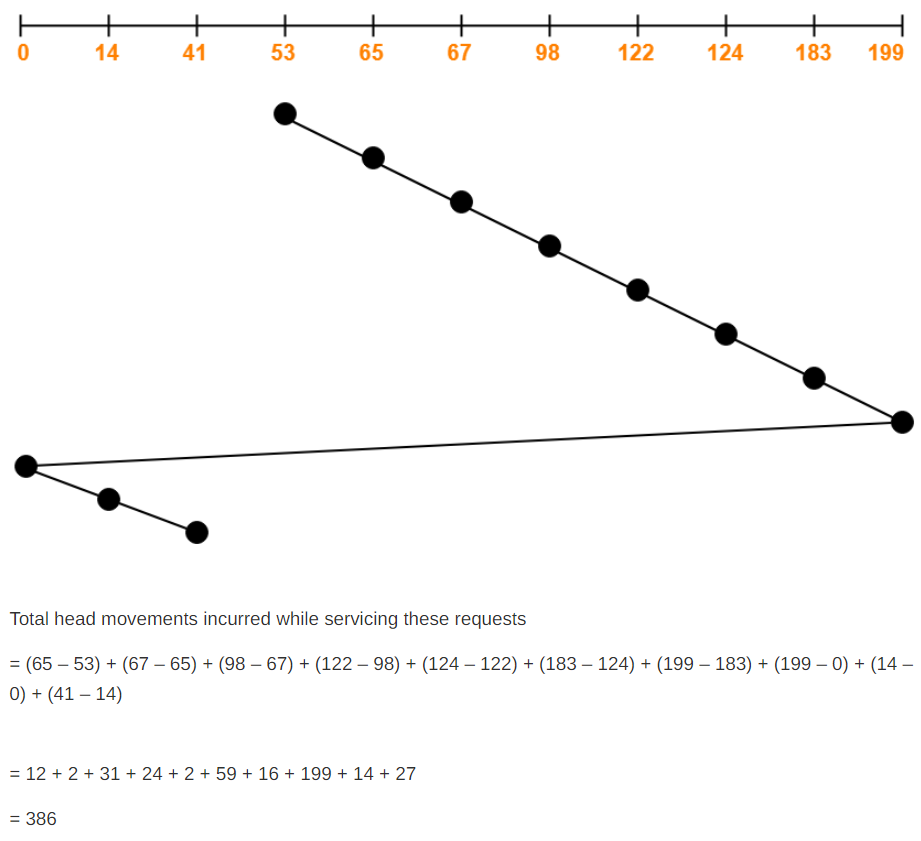 0 14 41 53 65 67 98 122 124 183 199
Total head movements incurred while servicing these requests
= (65 – 53) + (67 – 65) + (98 – 67) + (122 – 98) + (124 – 122) + (183 – 124) + (199 – 183) + (199 – 0) + (14 –
0) + (41 – 14)
= 12 + 2 + 31 + 24 + 2 + 59 + 16 + 199 + 14 + 27
= 386